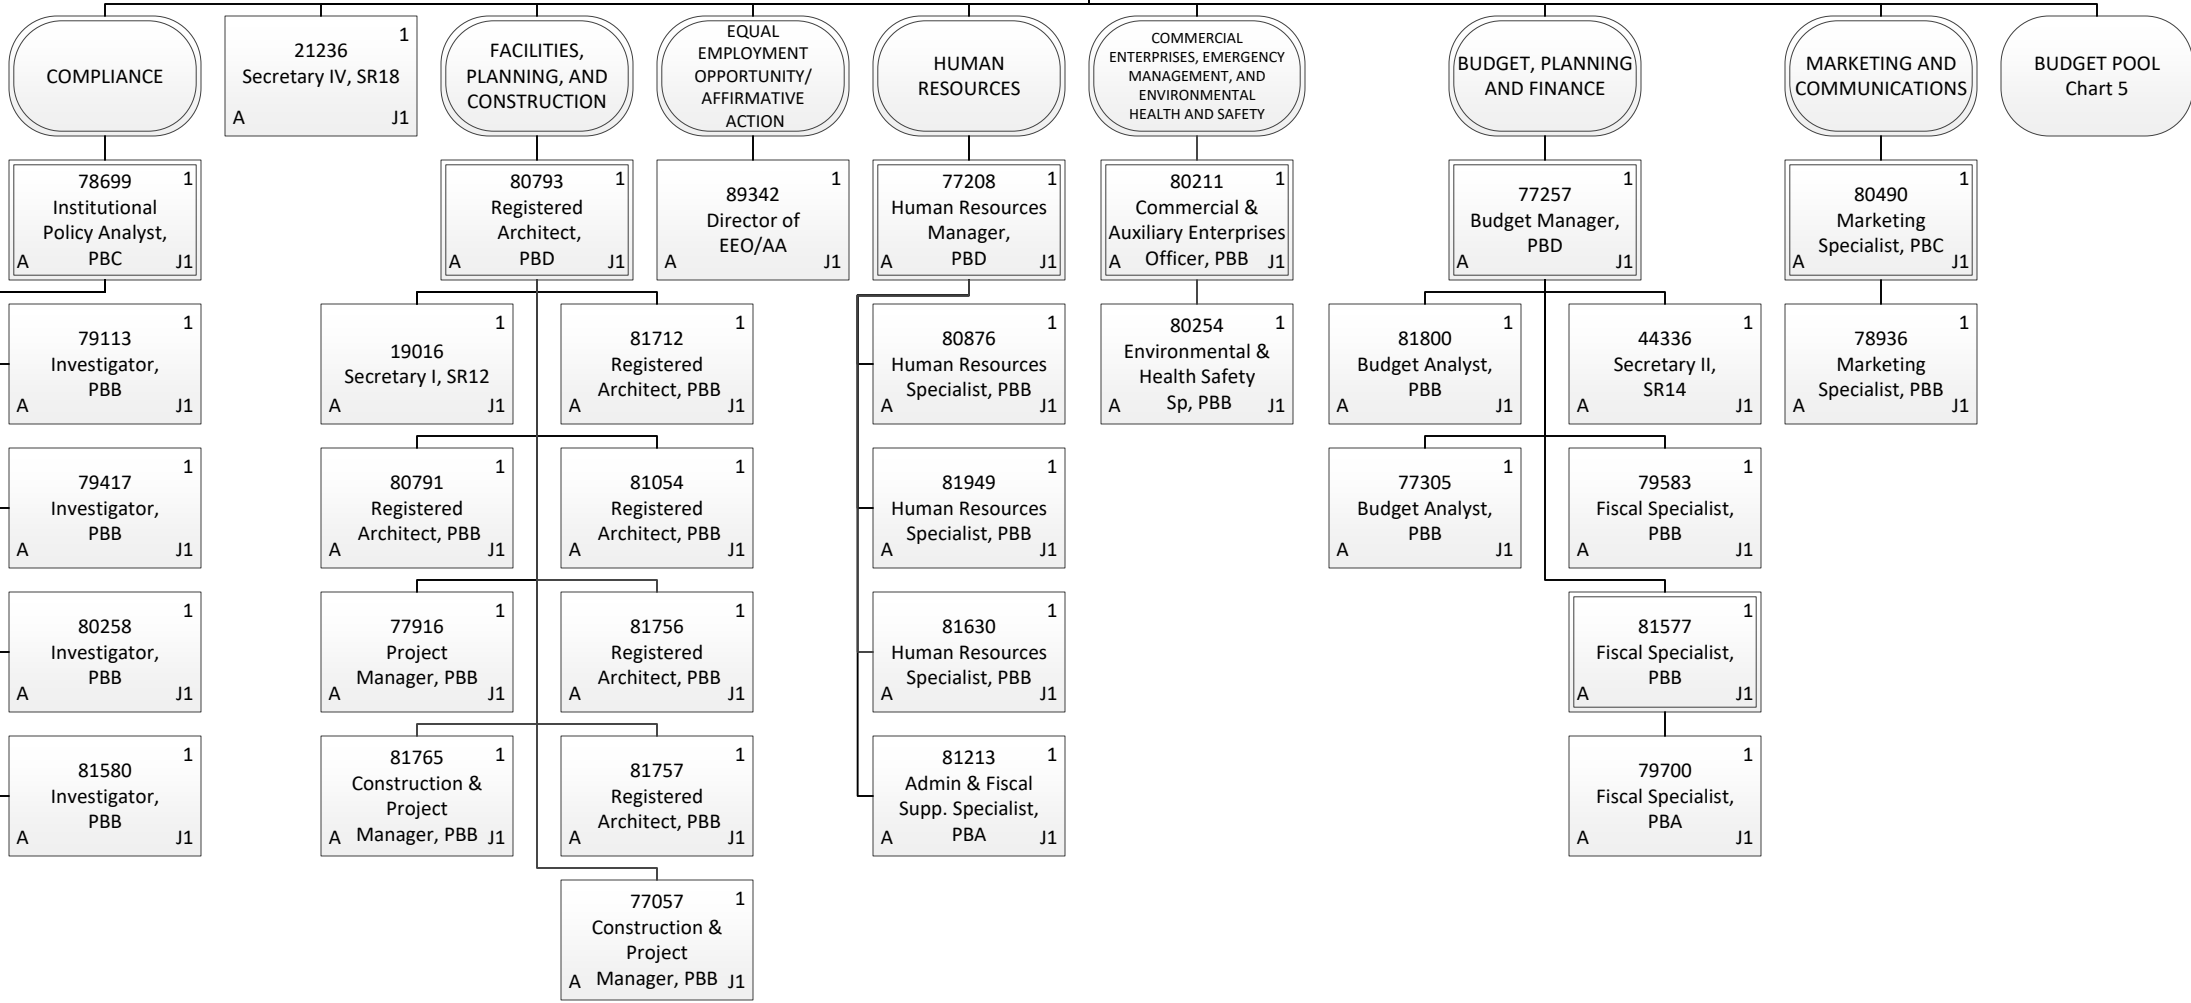 COMPLIANCE
1
21236
Secretary IV, SR18
A J1
FACILITIES,
PLANNING, AND
CONSTRUCTION
EQUAL
EMPLOYMENT
OPPORTUNITY/
AFFIRMATIVE
ACTION
HUMAN
RESOURCES
COMMERCIAL
ENTERPRISES, EMERGENCY
MANAGEMENT, AND
ENVIRONMENTAL
HEALTH AND SAFETY
BUDGET, PLANNING
AND FINANCE
MARKETING AND
COMMUNICATIONS
BUDGET POOL
Chart 5
78699 1
Institutional
Policy Analyst,
PBC
A J1
79113 1
Investigator,
PBB
A J1
79417 1
Investigator,
PBB
A J1
80258 1
Investigator,
PBB
A J1
81580 1
Investigator,
PBB
A J1
80793 1
Registered
Architect,
PBD
A J1
19016 1
Secretary I, SR12
A J1
81712 1
Registered
Architect, PBB
A J1
80791 1
Registered
Architect, PBB
A J1
81054 1
Registered
Architect, PBB
A J1
77916 1
Project
Manager, PBB
A J1
81756 1
Registered
Architect, PBB
A J1
81765 1
Construction &
Project
A Manager, PBB J1
81757 1
Registered
Architect, PBB
A J1
77057 1
Construction &
Project
A Manager, PBB J1
89342 1
Director of
EEO/AA
A J1
77208 1
Human Resources
Manager,
PBD
A J1
80876 1
Human Resources
Specialist, PBB
A J1
81949 1
Human Resources
Specialist, PBB
A J1
81630 1
Human Resources
Specialist, PBB
A J1
81213 1
Admin & Fiscal
Supp. Specialist,
PBA
A J1
80211 1
Commercial &
Auxiliary Enterprises
A Officer, PBB J1
80254 1
Environmental &
Health Safety
A Sp, PBB J1
77257 1
Budget Manager,
PBD
A J1
81800 1
Budget Analyst,
PBB
A J1
44336 1
Secretary II,
SR14
A J1
77305 1
Budget Analyst,
PBB
A J1
79583 1
Fiscal Specialist,
PBB
A J1
81577 1
Fiscal Specialist,
PBB
A J1
79700 1
Fiscal Specialist,
PBA
A J1
80490 1
Marketing
Specialist, PBC
A J1
78936 1
Marketing
Specialist, PBB
A J1